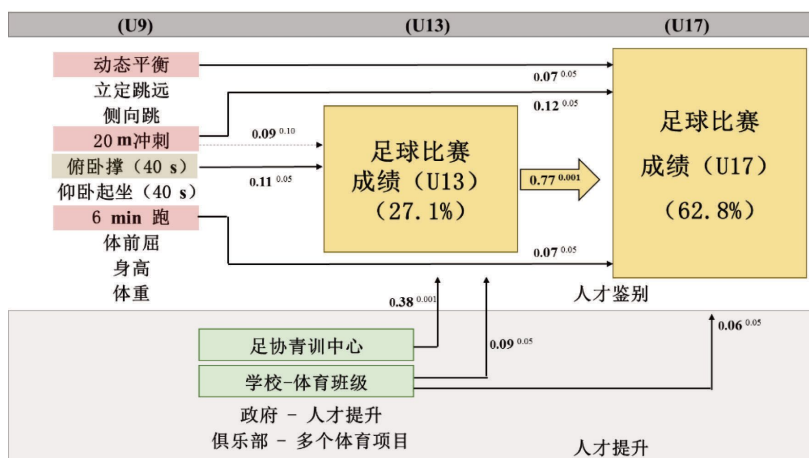 (U9) (U13) (U17)
动态平衡
立定跳远
侧向跳
20 m冲刺
俯卧撑（40 s）
仰卧起坐（40 s）
6 min 跑
体前屈
身高
体重
0.09 0.10
0.11 0.05
足球比赛
成绩（U13）
（27.1%）
0.07 0.05
0.12 0.05
0.77 0.001
0.07 0.05
足球比赛
成绩（U17）
（62.8%）
人才鉴别
0.38 0.001
0.09 0.05
0.06 0.05
足协青训中心
学校-体育班级
政府 - 人才提升
俱乐部 - 多个体育项目
人才提升